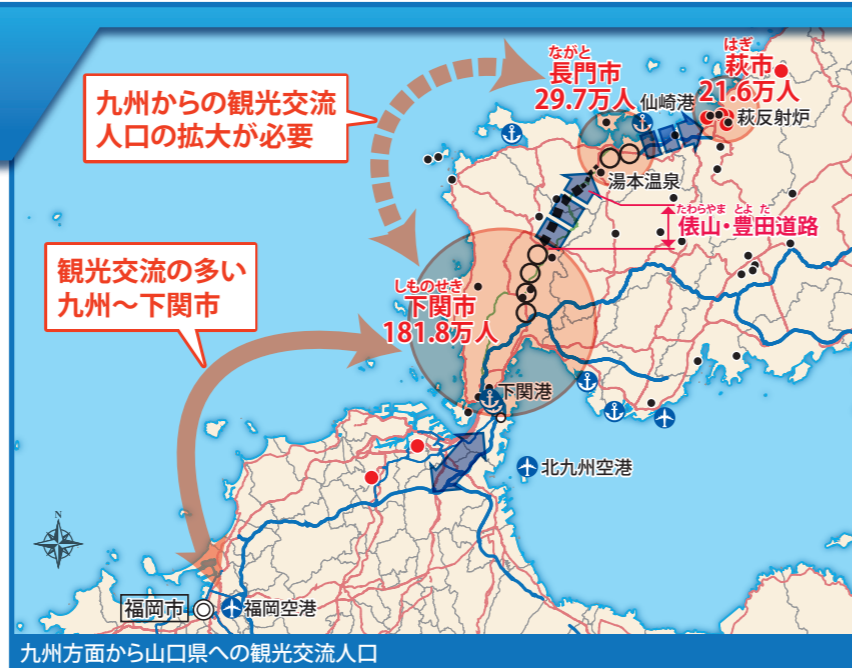 九州からの観光交流
人口の拡大が必要
ながと
長門市
29.7万人
仙崎港
はぎ
萩市
21.6万人
萩反射炉
湯本温泉
たわらやま とよ だ
俵山・豊田道路
観光交流の多い
九州～下関市
しものせき
下関市
181.8万人
下関港
北九州空港
N
福岡市
福岡空港
九州方面から山口県への観光交流人口